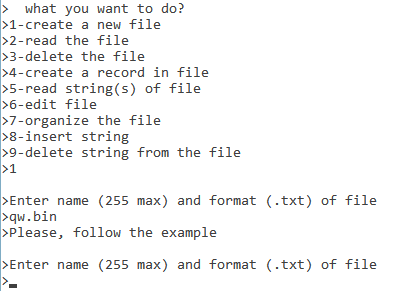 >  what you want to do?
>1-create a new file
>2-read the file
>3-delete the file
>4-create a record in file
>5-read string(s) of file
>6-edit file
>7-organize the file
>8-insert string
>9-delete string from the file
>1
>Enter name (255 max) and format (.txt) of file
>qw.bin
>Please, follow the example
>Enter name (255 max) and format (.txt) of file
>